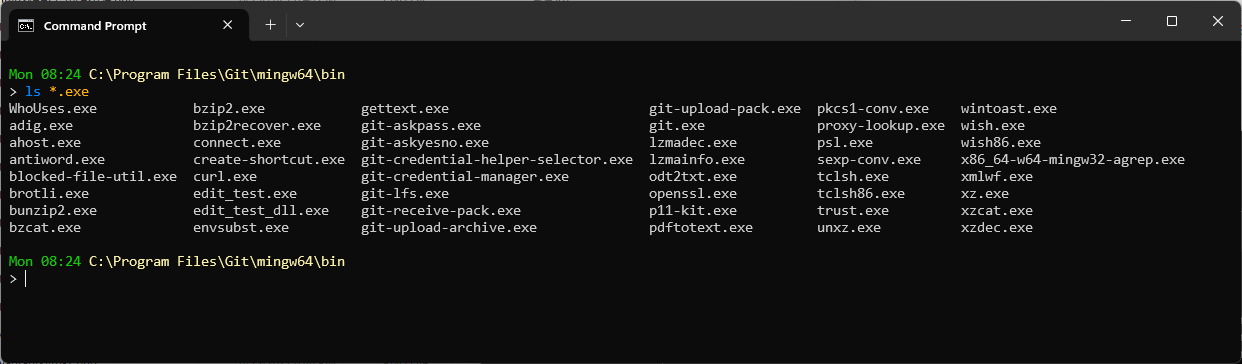 Command Prompt
Mon 08:24 C:\Program Files\Git\mingw64\bin
> ls *.exe
WhoUses.exe bzip2.exe gettext.exe git-upload-pack.exe pkcs1-conv.exe wintoast.exe
adig.exe bzip2recover.exe git-askpass.exe git.exe proxy-lookup.exe wish.exe
ahost.exe connect.exe git-askyesno.exe lzmadec.exe psl.exe wish86.exe
antiword.exe create-shortcut.exe git-credential-helper-selector.exe lzmainfo.exe sexp-conv.exe x86_64-w64-mingw32-agrep.exe
blocked-file-util.exe curl.exe git-credential-manager.exe odt2txt.exe tclsh.exe xmlwf.exe
brotli.exe edit_test.exe git-lfs.exe openssl.exe tclsh86.exe xz.exe
bunzip2.exe edit_test_dll.exe git-receive-pack.exe p11-kit.exe trust.exe xzcat.exe
bzcat.exe envsubst.exe git-upload-archive.exe pdftotext.exe unxz.exe xzdec.exe
Mon 08:24 C:\Program Files\Git\mingw64\bin
>